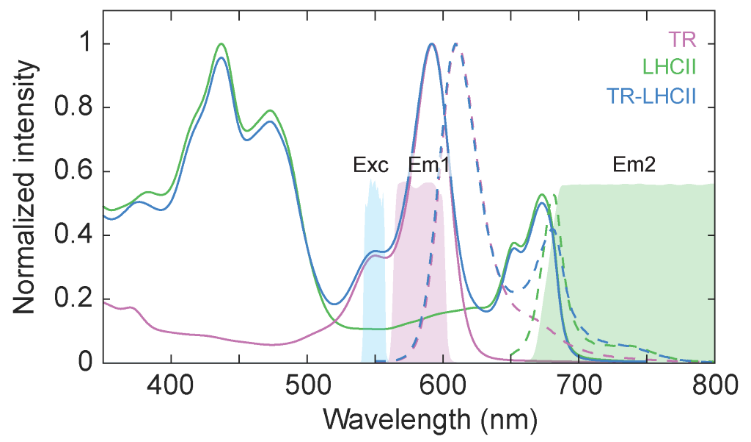 Normalized intensity
1
0.8
0.6
0.4
0.2
0
TR
LHCII
TR-LHCII
Exc
Em1
Em2
400
500
600
700
800
Wavelength (nm)